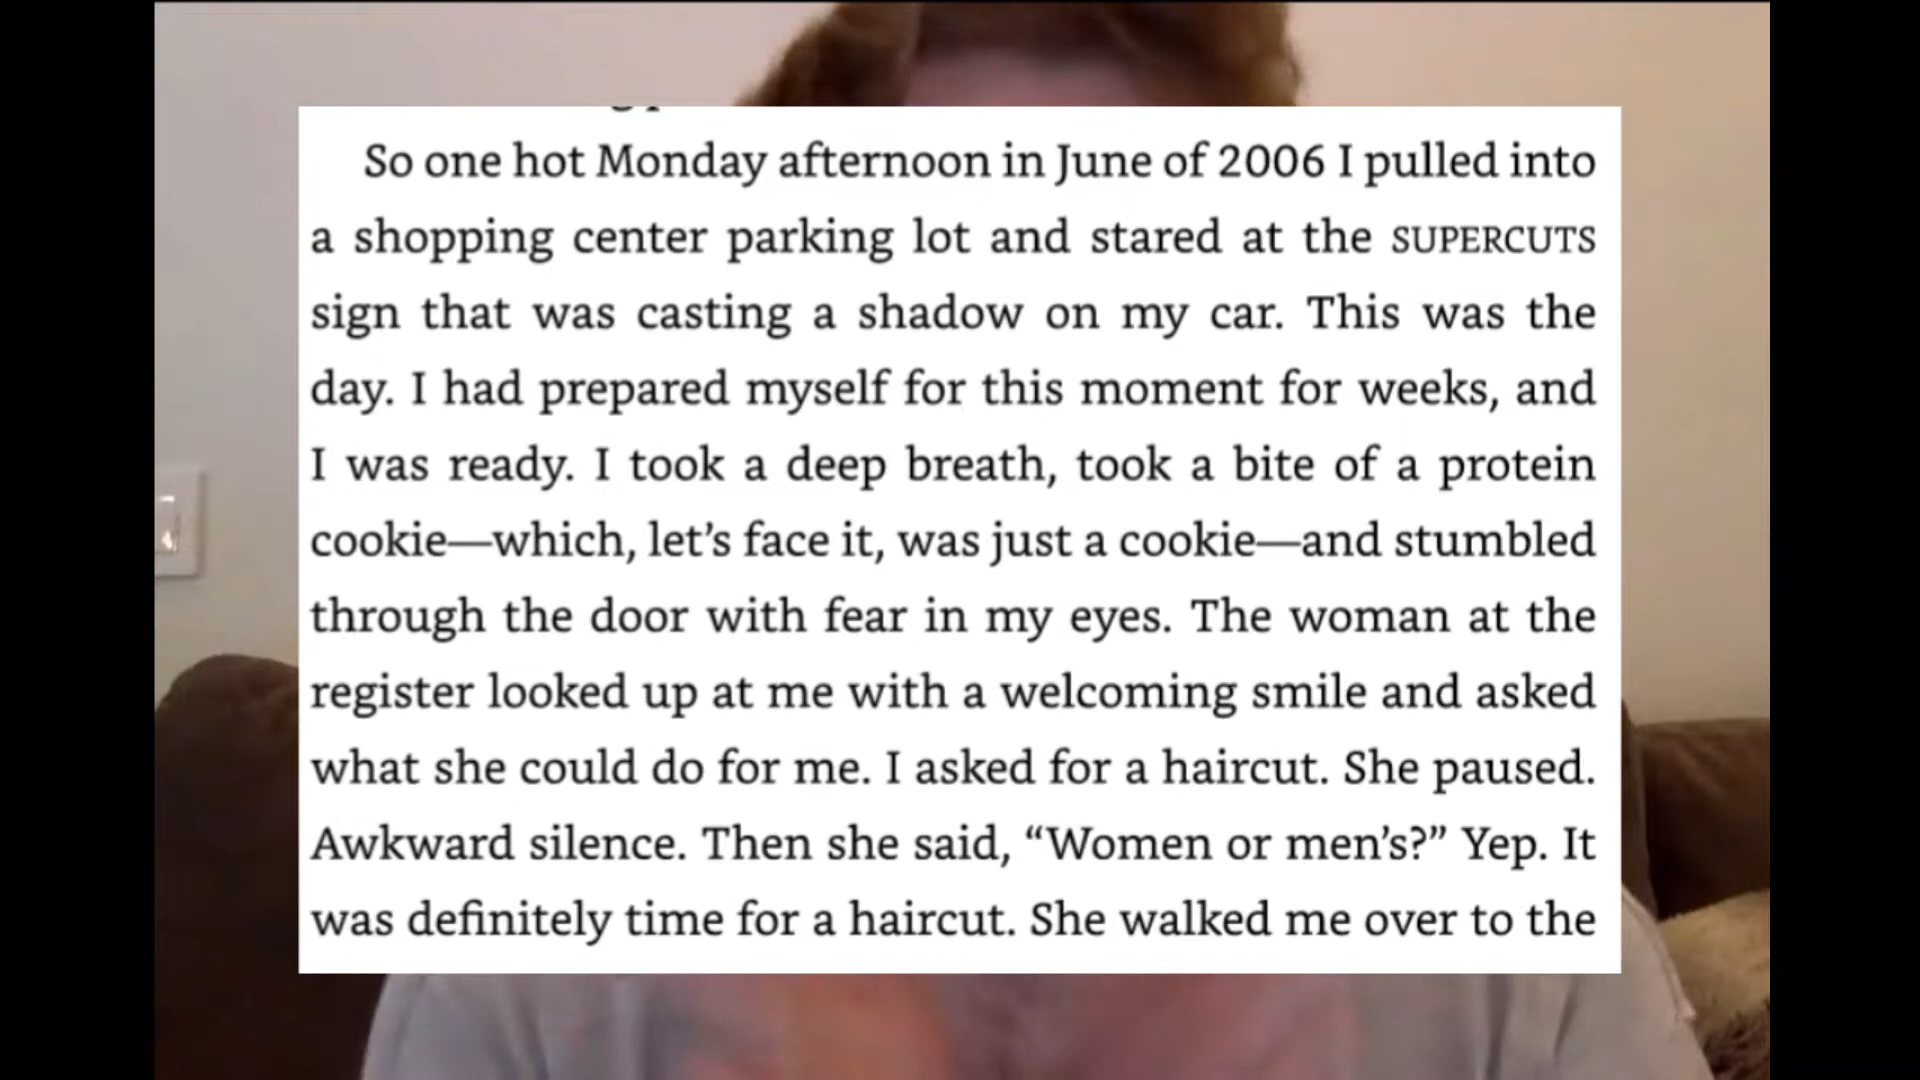 So one hot Monday afternoon in June of 2006 I pulled into
a shopping center parking lot and stared at the SUPERCUTS
sign that was casting a shadow on my car. This was the
day. I had prepared myself for this moment for weeks, and
I was ready. I took a deep breath, took a bite of a protein
cookie—which, let’s face it, was just a cookie—and stumbled
through the door with fear in my eyes. The woman at the
register looked up at me with a welcoming smile and asked
what she could do for me. I asked for a haircut. She paused.
Awkward silence. Then she said, “Women or men’s?” Yep. It
was definitely time for a haircut. She walked me over to the